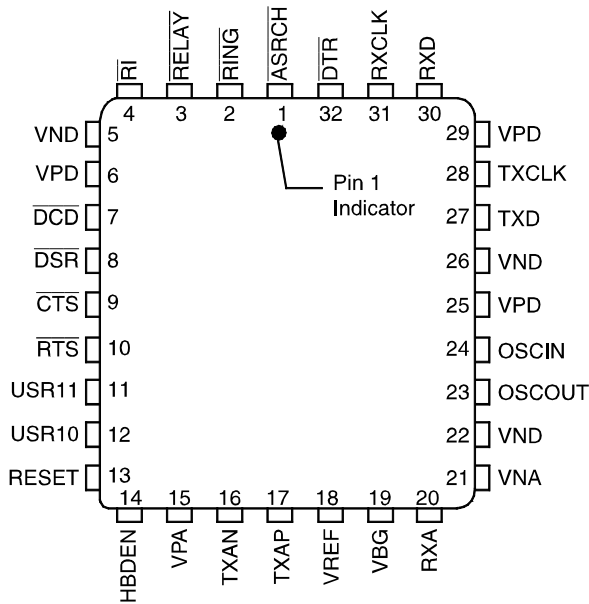 RI RELAY RING ASRCH DTR RXCLK RXD
4 3 2 1 32 31 30
VND 5 29 VPD
VPD 6 28 TXCLK
Pin 1
Indicator
DCD 7 27 TXD
DSR 8 26 VND
CTS 9 25 VPD
RTS 10 24 OSCIN
USR11 11 23 OSCOUT
USR10 12 22 VND
RESET 13 21 VNA
14 15 16 17 18 19 20
HBDEN VPA TXAN TXAP VREF VBG RXA